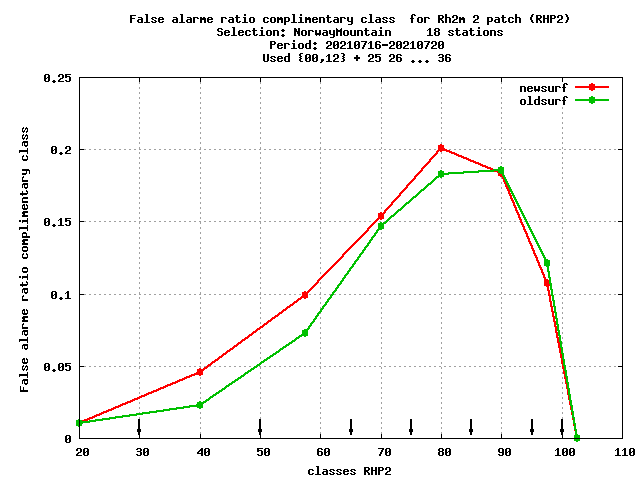 False alarme ratio complimentary class  for Rh2m 2 patch (RHP2)
Selection: NorwayMountain     18 stations
Period: 20210716-20210720
Used {00,12} + 25 26 ... 36
newsurf
oldsurf
False alarme ratio complimentary class
0.25
0.2
0.15
0.1
0.05
0
20 30 40 50 60 70 80 90 100 110
classes RHP2